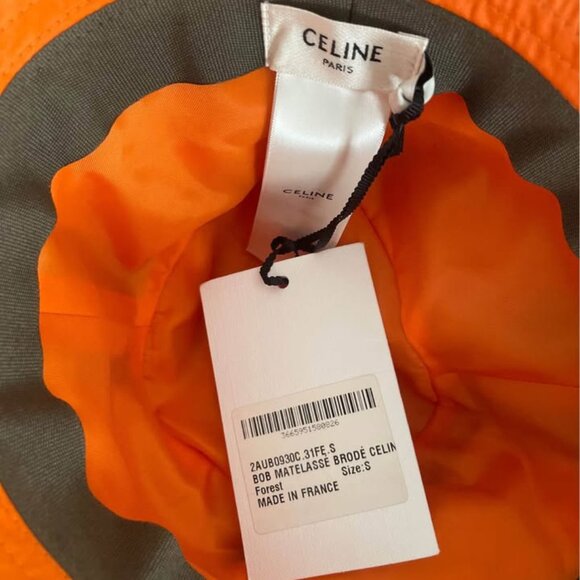 CELINE
PARIS
CELINE
PARIS
3665951580826
2AUB0930C.31FE.S
BOB MATELASSÉ BRODÉ CELIN
Forest Size:S
MADE IN FRANCE